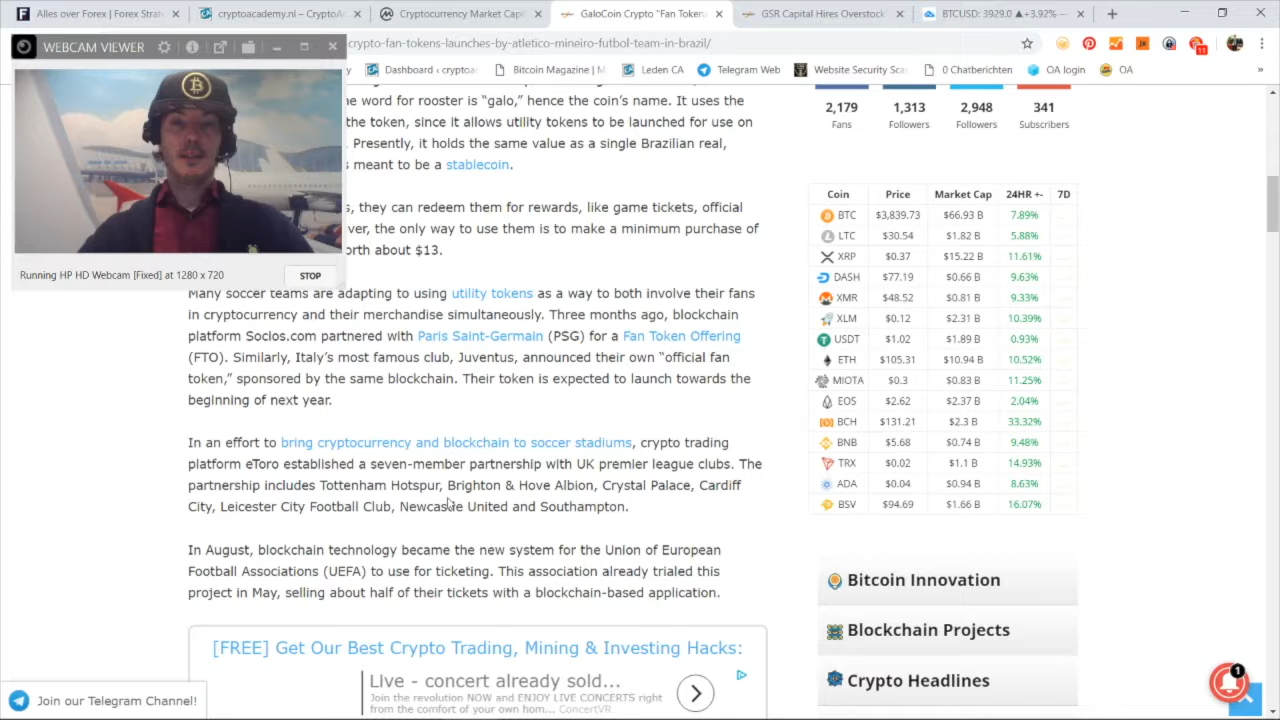 Alles over | Forex | Forex Strate
cryptoacademy.nl – CryptoAc
Cryptocurrency Market Capi
GaloCoin Crypto "Fan Token
GSR Capital Hires Overstock
BTCUSD: 3929.0 ▲+3.92% –
WEBCAM VIEWER
crypto-fan-tokens-launches-by-atletico-mineiro-futbol-team-in-brazil/
11
Dashboard ‹ cryptoa
Bitcoin Magazine | M
Leden CA
Telegram Web
Website Security Sca
0 Chatberichten
OA login
OA
»
e word for rooster is "galo," hence the coin's name. It uses the
the token, since it allows utility tokens to be launched for use on
Presently, it holds the same value as a single Brazilian real,
s meant to be a stablecoin.
s, they can redeem them for rewards, like game tickets, official
ver, the only way to use them is to make a minimum purchase of
orth about $13.
Running HP HD Webcam [Fixed] at 1280 x 720
STOP
Many soccer teams are adapting to using utility tokens as a way to both involve their fans
in cryptocurrency and their merchandise simultaneously. Three months ago, blockchain
platform Socios.com partnered with Paris Saint-Germain (PSG) for a Fan Token Offering
(FTO). Similarly, Italy's most famous club, Juventus, announced their own "official fan
token," sponsored by the same blockchain. Their token is expected to launch towards the
beginning of next year.
In an effort to bring cryptocurrency and blockchain to soccer stadiums, crypto trading
platform eToro established a seven-member partnership with UK premier league clubs. The
partnership includes Tottenham Hotspur, Brighton & Hove Albion, Crystal Palace, Cardiff
City, Leicester City Football Club, Newcastle United and Southampton.
In August, blockchain technology became the new system for the Union of European
Football Associations (UEFA) to use for ticketing. This association already trialed this
project in May, selling about half of their tickets with a blockchain-based application.
[FREE] Get Our Best Crypto Trading, Mining & Investing Hacks:
Live - concert already sold...
Join the revolution NOW and ENJOY LIVE CONCERTS right
from the comfort of your own hom... ConcertVR
Join our Telegram Channel!
2,179 1,313 2,948 341
Fans Followers Followers Subscribers
Coin Price Market Cap 24HR +- 7D
BTC $3,839.73 $66.93 B 7.89%
LTC $30.54 $1.82 B 5.88%
XRP $0.37 $15.22 B 11.61%
DASH $77.19 $0.66 B 9.63%
XMR $48.52 $0.81 B 9.33%
XLM $0.12 $2.31 B 10.39%
USDT $1.02 $1.89 B 0.93%
ETH $105.31 $10.94 B 10.52%
MIOTA $0.3 $0.83 B 11.25%
EOS $2.62 $2.37 B 2.04%
BCH $131.21 $2.3 B 33.32%
BNB $5.68 $0.74 B 9.48%
TRX $0.02 $1.1 B 14.93%
ADA $0.04 $0.94 B 8.63%
BSV $94.69 $1.66 B 16.07%
Bitcoin Innovation
Blockchain Projects
Crypto Headlines
1